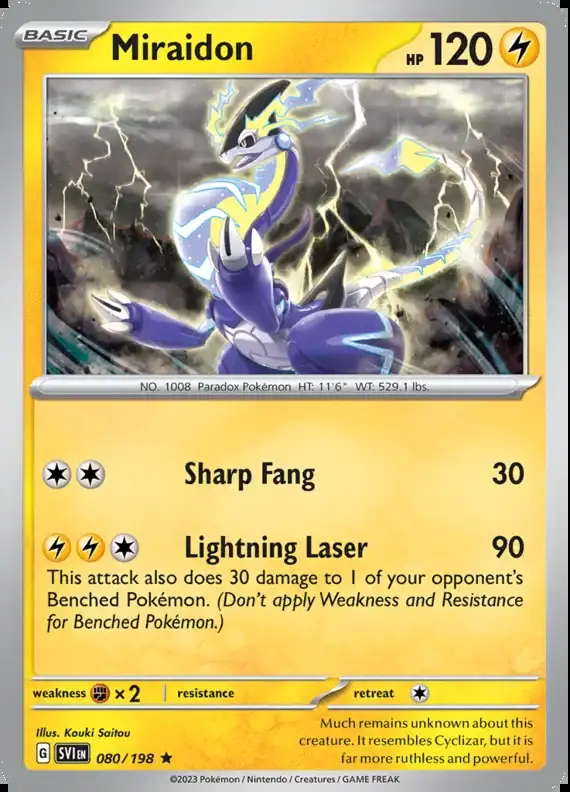 BASIC
Miraidon
HP 120
NO. 1008 Paradox Pokémon HT: 11'6" WT: 529.1 lbs.
Sharp Fang 30
Lightning Laser 90
This attack also does 30 damage to 1 of your opponent's
Benched Pokémon. (Don't apply Weakness and Resistance
for Benched Pokémon.)
weakness ×2 resistance retreat
Illus. Kouki Saitou
G SVI EN 080/198 ★
Much remains unknown about this
creature. It resembles Cyclizar, but it is
far more ruthless and powerful.
©2023 Pokémon / Nintendo / Creatures / GAME FREAK